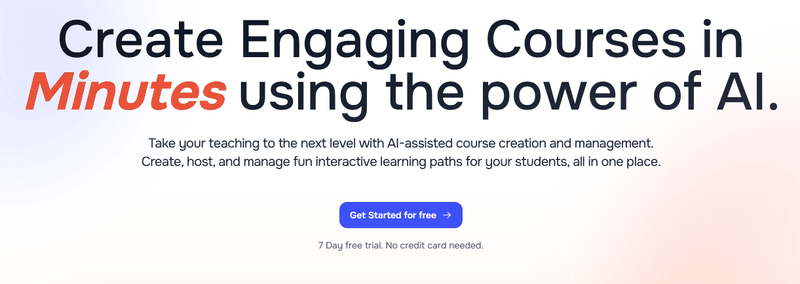 Create Engaging Courses in
Minutes using the power of AI.
Take your teaching to the next level with AI-assisted course creation and management.
Create, host, and manage fun interactive learning paths for your students, all in one place.
Get Started for free →
7 Day free trial. No credit card needed.